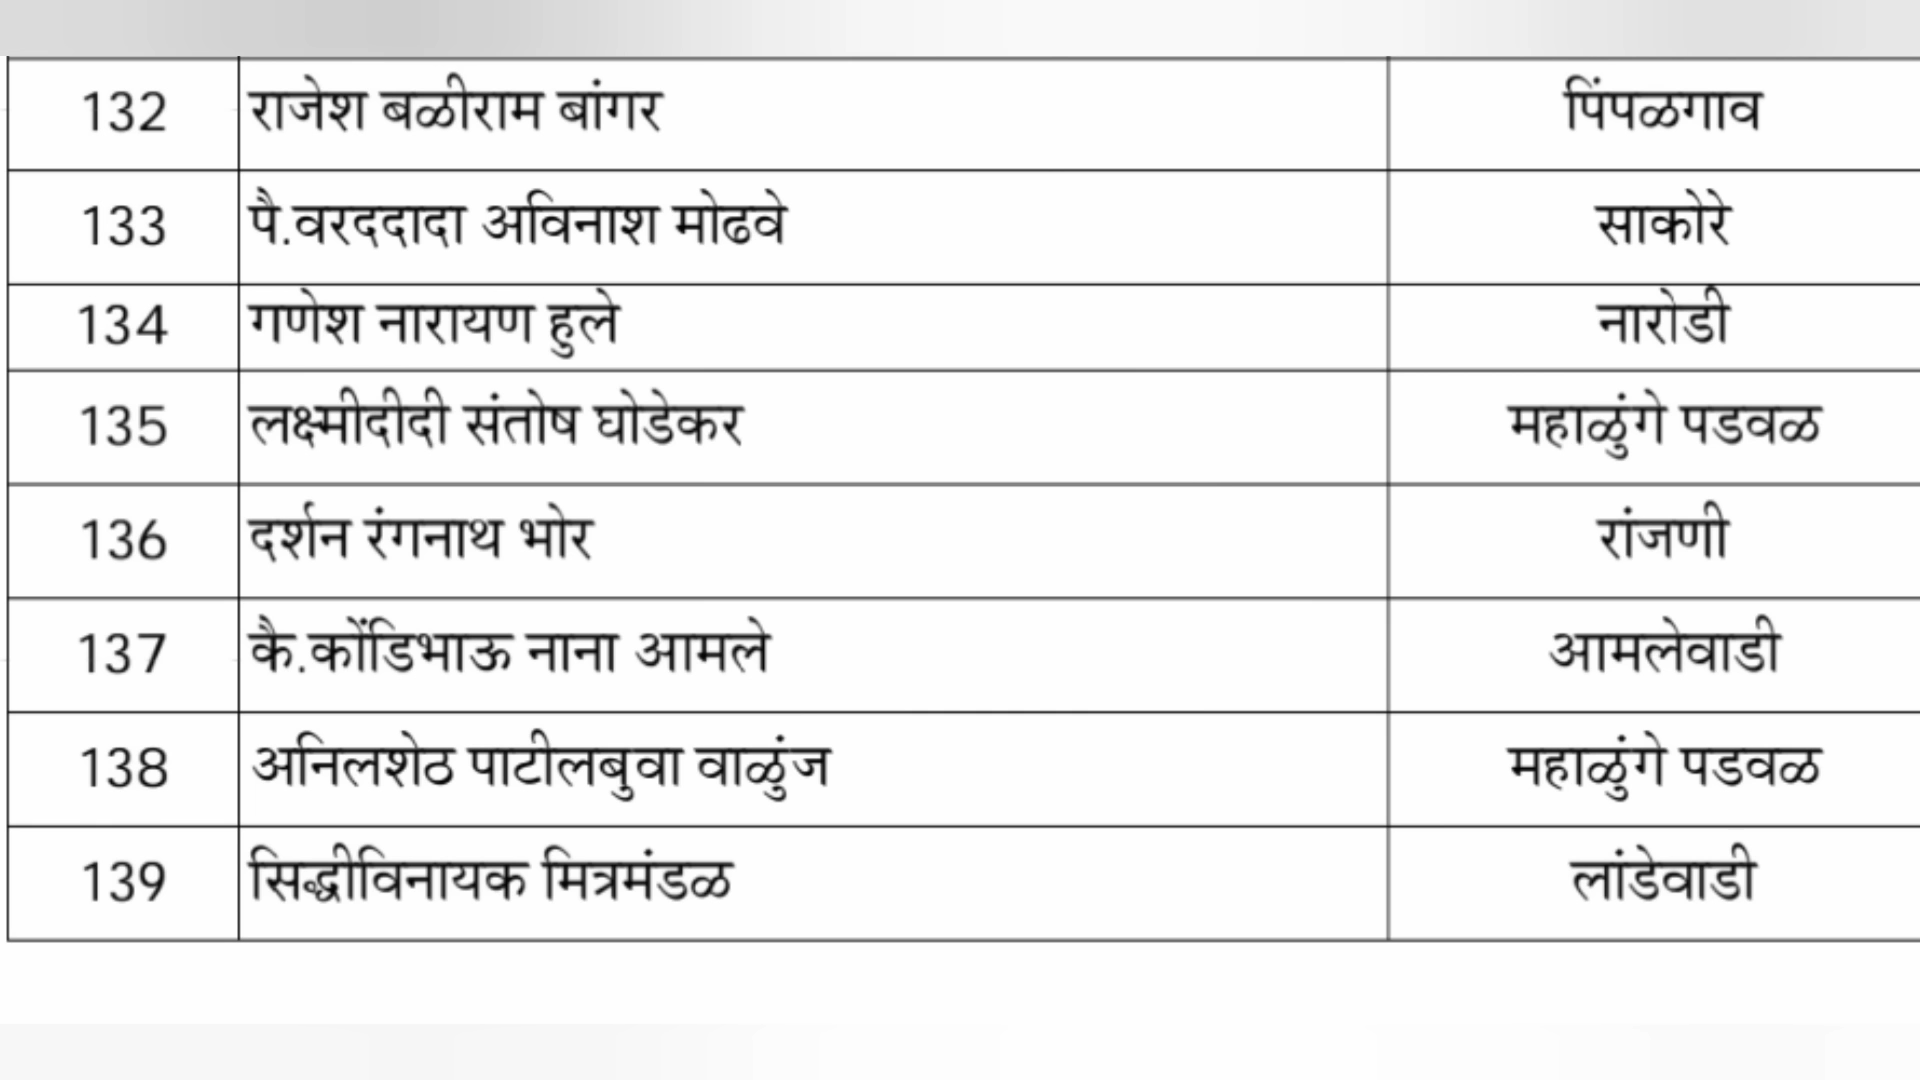 132 राजेश बळीराम बांगर पिंपळगाव
133 पै.वरददादा अविनाश मोढवे साकोरे
134 गणेश नारायण हुले नारोडी
135 लक्ष्मीदीदी संतोष घोडेकर महाळुंगे पडवळ
136 दर्शन रंगनाथ भोर रांजणी
137 कै.कोंडिभाऊ नाना आमले आमलेवाडी
138 अनिलशेठ पाटीलबुवा वाळुंज महाळुंगे पडवळ
139 सिद्धीविनायक मित्रमंडळ लांडेवाडी